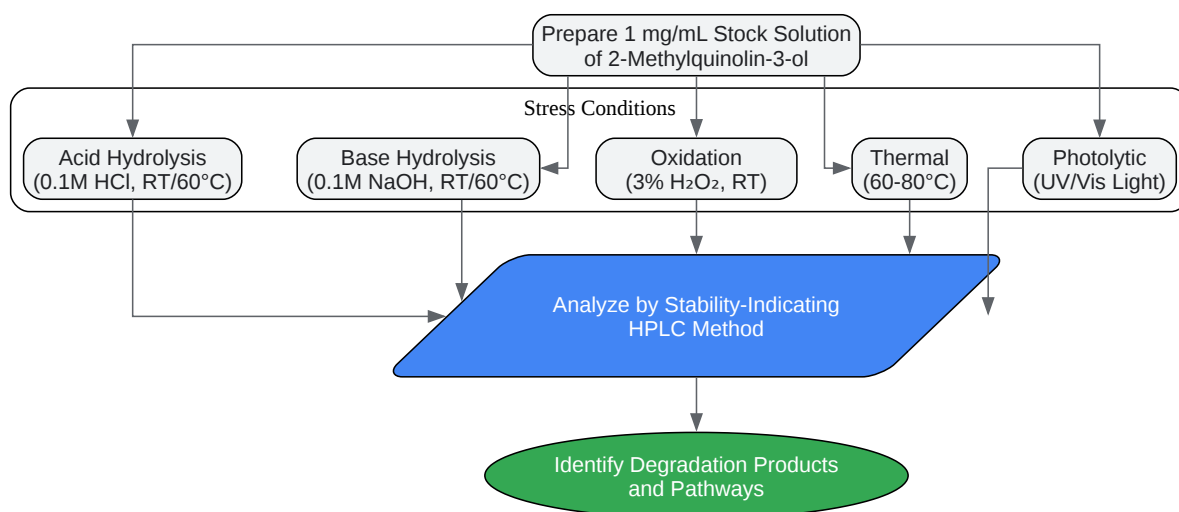 Prepare 1 mg/mL Stock Solution
of 2-Methylquinolin-3-ol
Stress Conditions
Acid Hydrolysis
(0.1M HCl, RT/60°C)
Base Hydrolysis
(0.1M NaOH, RT/60°C)
Oxidation
(3% H₂O₂, RT)
Thermal
(60-80°C)
Photolytic
(UV/Vis Light)
Analyze by Stability-Indicating
HPLC Method
Identify Degradation Products
and Pathways